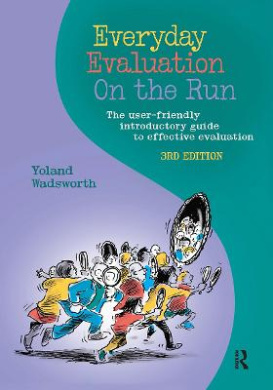 Everyday
Evaluation
On the Run
The user-friendly
introductory guide
to effective evaluation
3RD EDITION
Yoland
Wadsworth
R